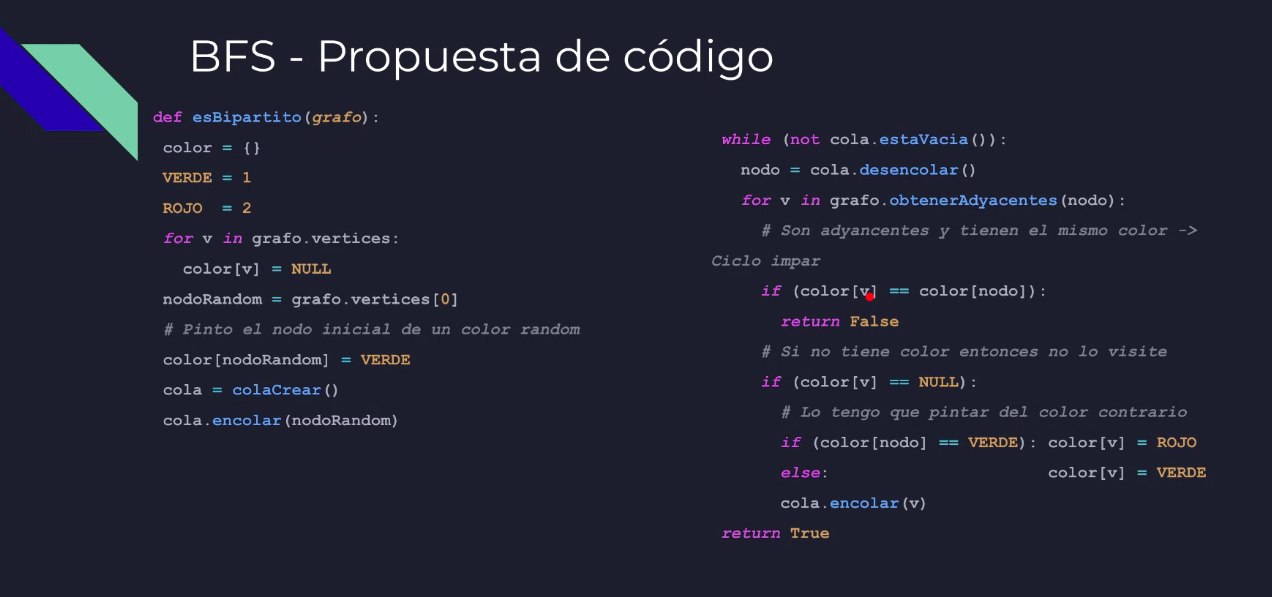 BFS - Propuesta de código
def esBipartito(grafo):
color = {}
VERDE = 1
ROJO = 2
for v in grafo.vertices:
color[v] = NULL
nodoRandom = grafo.vertices[0]
# Pinto el nodo inicial de un color random
color[nodoRandom] = VERDE
cola = colaCrear()
cola.encolar(nodoRandom)
while (not cola.estaVacia()):
nodo = cola.desencolar()
for v in grafo.obtenerAdyacentes(nodo):
# Son adyancentes y tienen el mismo color ->
Ciclo impar
if (color[v] == color[nodo]):
return False
# Si no tiene color entonces no lo visite
if (color[v] == NULL):
# Lo tengo que pintar del color contrario
if (color[nodo] == VERDE): color[v] = ROJO
else: color[v] = VERDE
cola.encolar(v)
return True